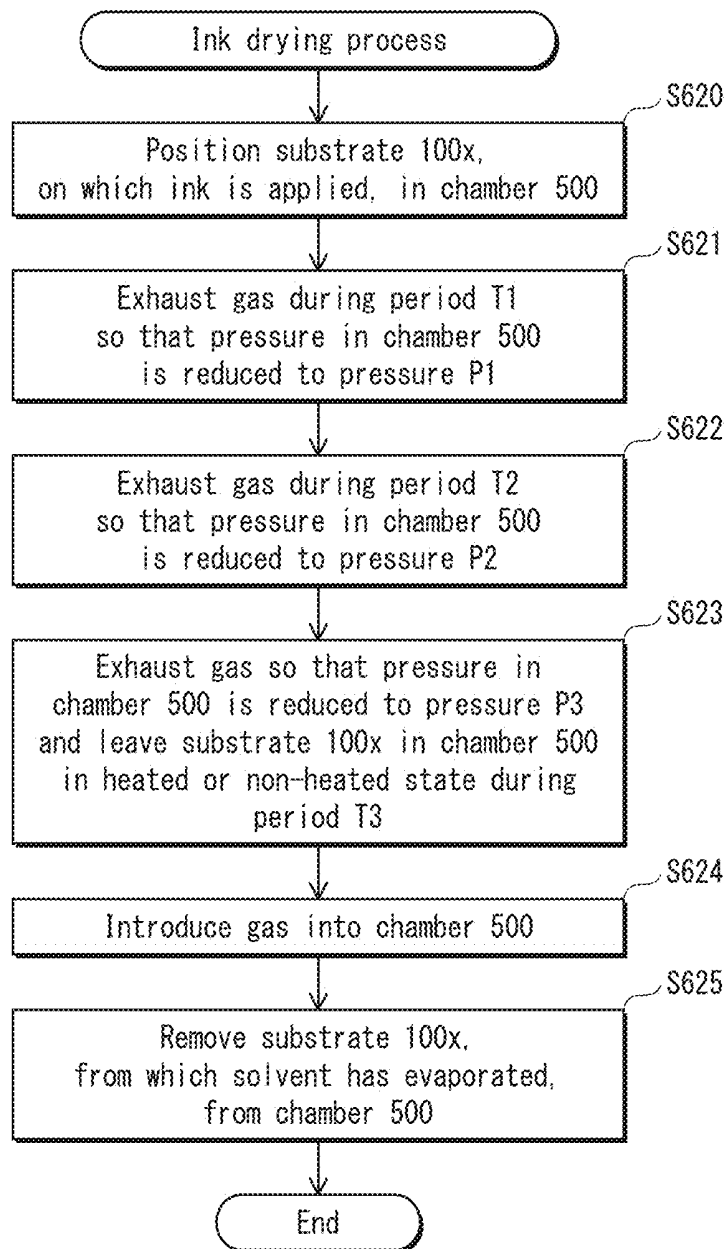 Ink drying process
S620
Position substrate 100x,
on which ink is applied, in chamber 500
S621
Exhaust gas during period T1
so that pressure in chamber 500
is reduced to pressure P1
S622
Exhaust gas during period T2
so that pressure in chamber 500
is reduced to pressure P2
S623
Exhaust gas so that pressure in
chamber 500 is reduced to pressure P3
and leave substrate 100x in chamber 500
in heated or non-heated state during
period T3
S624
Introduce gas into chamber 500
S625
Remove substrate 100x,
from which solvent has evaporated,
from chamber 500
End